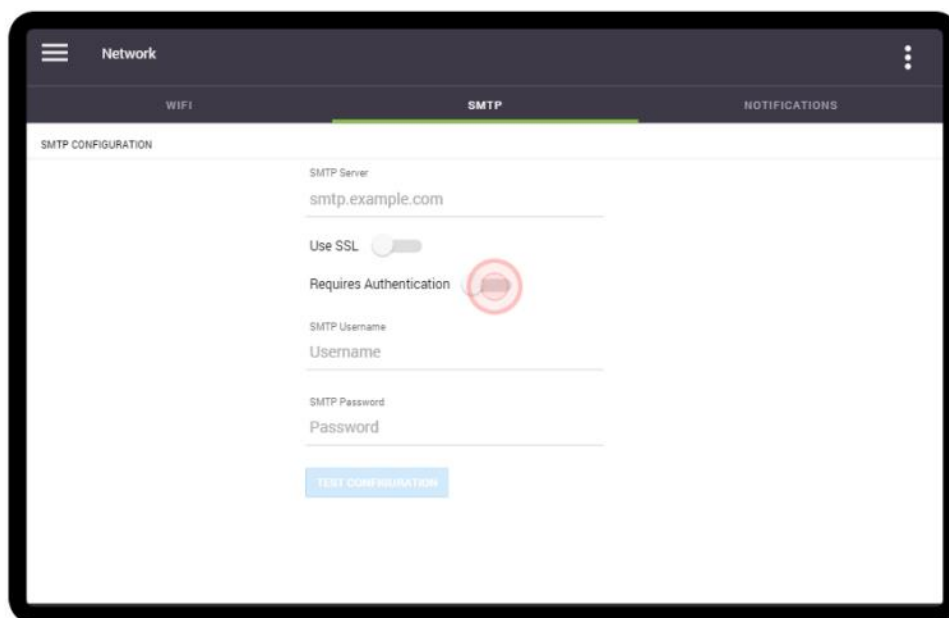 Network
WIFI SMTP NOTIFICATIONS
SMTP CONFIGURATION
SMTP Server
smtp.example.com
Use SSL
Requires Authentication
SMTP Username
Username
SMTP Password
Password
TEST CONFIGURATION